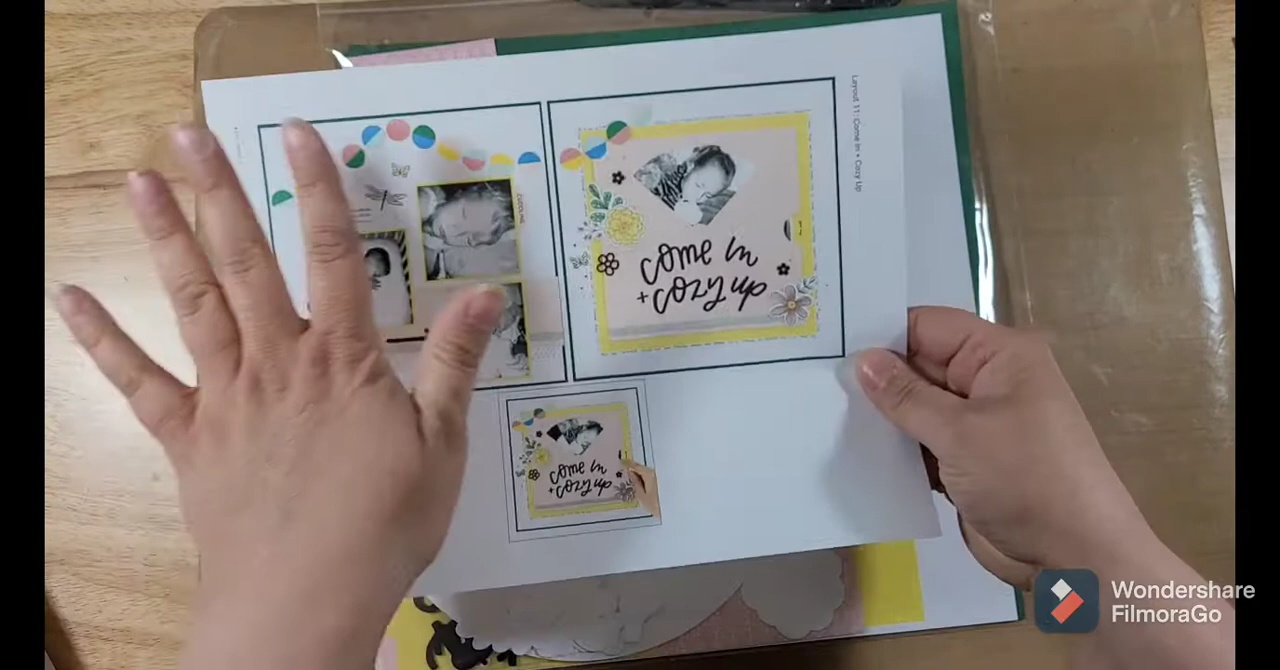 Layout 11: Come In + Cozy Up
come in
+ cozy up
come in
+ cozy up
Wondershare
FilmoraGo